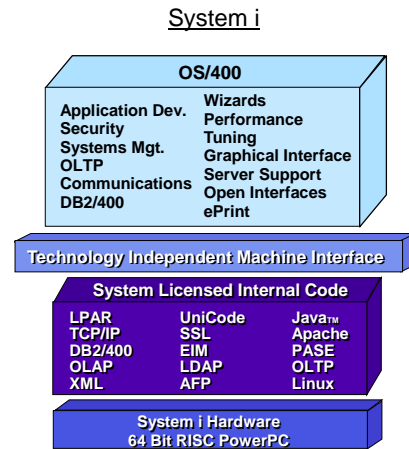 System i
OS/400
Application Dev.
Security
Systems Mgt.
OLTP
Communications
DB2/400
Wizards
Performance
Tuning
Graphical Interface
Server Support
Open Interfaces
ePrint
Technology Independent Machine Interface
System Licensed Internal Code
LPAR
TCP/IP
DB2/400
OLAP
XML
UniCode
SSL
EIM
LDAP
AFP
Java™
Apache
PASE
OLTP
Linux
System i Hardware
64 Bit RISC PowerPC